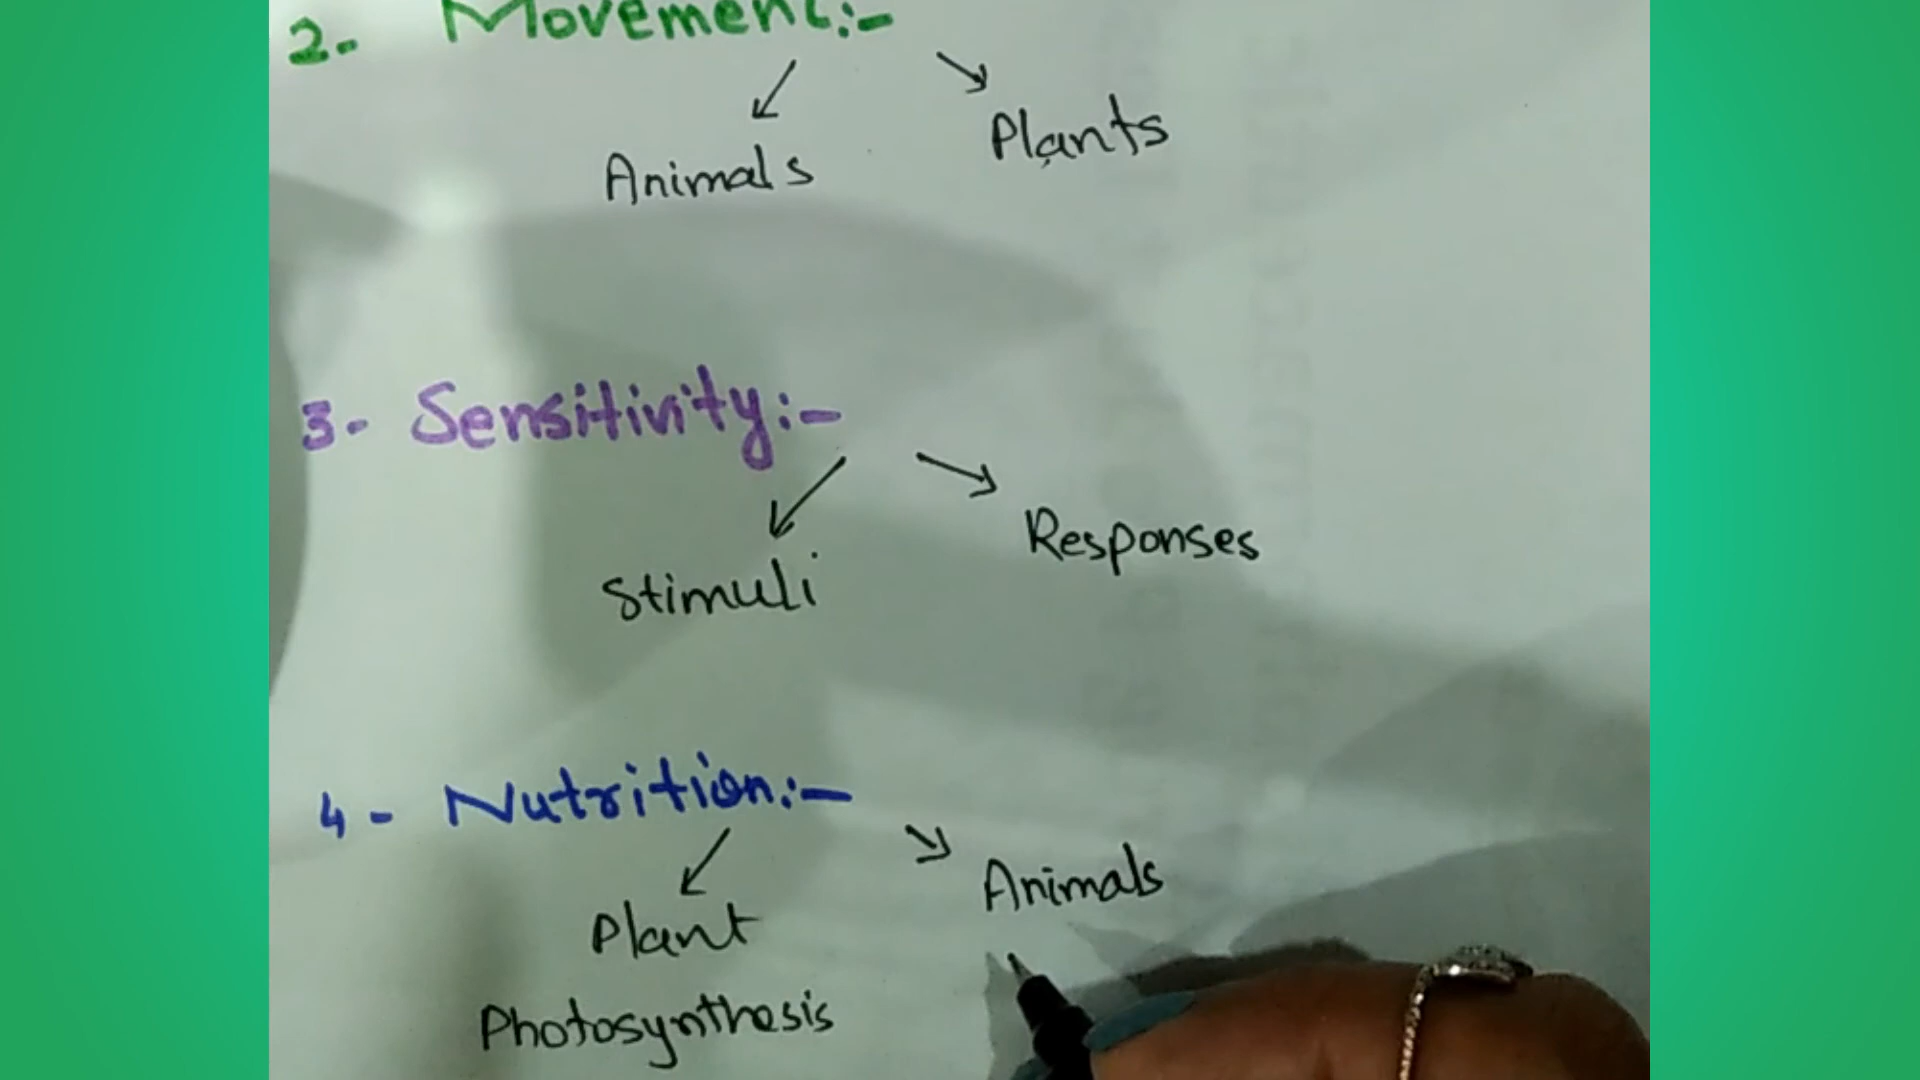 2- Movement:-
Animals
Plants
3- Sensitivity:-
Stimuli
Responses
4- Nutrition:-
Plant
Animals
Photosynthesis